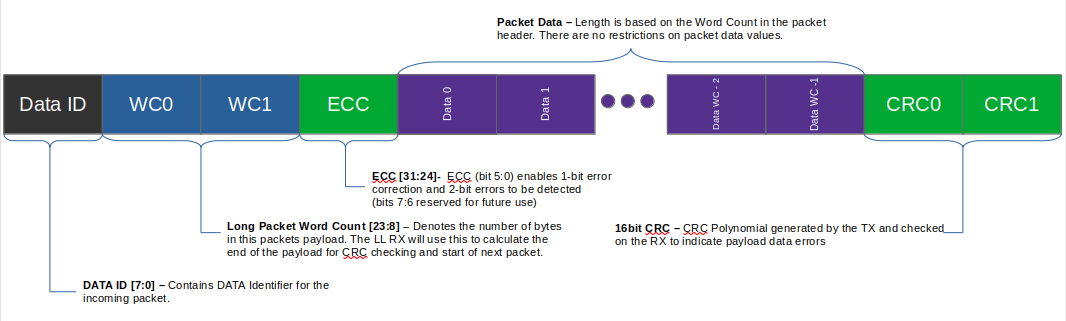 Packet Data – Length is based on the Word Count in the packet
header. There are no restrictions on packet data values.
Data ID
WC0
WC1
ECC
Data 0
Data 1
Data WC - 2
Data WC -1
CRC0
CRC1
ECC [31:24]-  ECC (bit 5:0) enables 1-bit error
correction and 2-bit errors to be detected
(bits 7:6 reserved for future use)
Long Packet Word Count [23:8] – Denotes the number of bytes
in this packets payload. The LL RX will use this to calculate the
end of the payload for CRC checking and start of next packet.
16bit CRC – CRC Polynomial generated by the TX and checked
on the RX to indicate payload data errors
DATA ID [7:0] – Contains DATA Identifier for the
incoming packet.